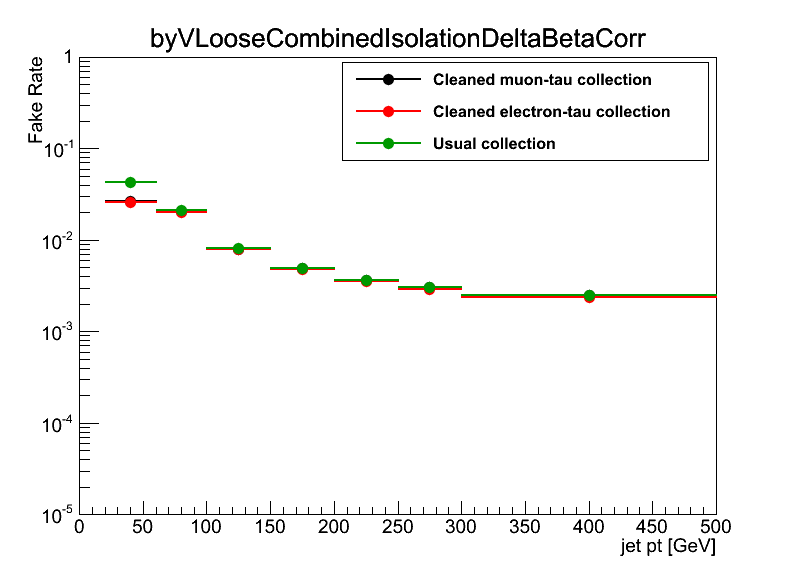 byVLooseCombinedIsolationDeltaBetaCorr
Fake Rate
1
10^-1
10^-2
10^-3
10^-4
10^-5
Cleaned muon-tau collection
Cleaned electron-tau collection
Usual collection
0 50 100 150 200 250 300 350 400 450 500
jet pt [GeV]